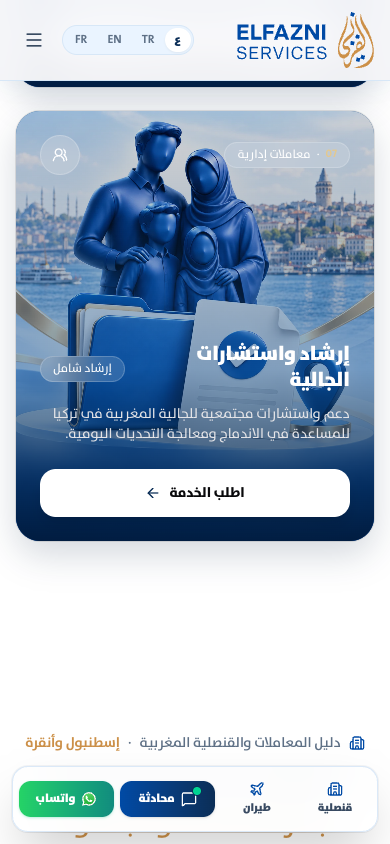 ELFAZNI
SERVICES
ع TR EN FR
معاملات إدارية ·
إرشاد واستشارات
الجالية
إرشاد شامل
دعم واستشارات مجتمعية للجالية المغربية في تركيا
للمساعدة في الاندماج ومعالجة التحديات اليومية.
اطلب الخدمة
دليل المعاملات والقنصلية المغربية · إسطنبول وأنقرة
قنصلية
طيران
محادثة
واتساب